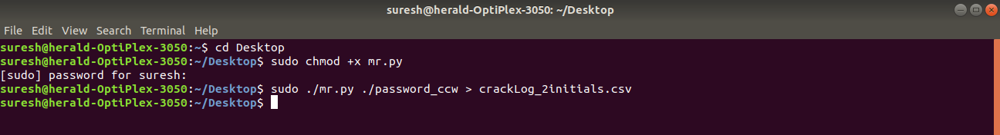 suresh@herald-OptiPlex-3050: ~/Desktop
File Edit View Search Terminal Help
suresh@herald-OptiPlex-3050:~$ cd Desktop
suresh@herald-OptiPlex-3050:~/Desktop$ sudo chmod +x mr.py
[sudo] password for suresh:
suresh@herald-OptiPlex-3050:~/Desktop$ sudo ./mr.py ./password_ccw > crackLog_2initials.csv
suresh@herald-OptiPlex-3050:~/Desktop$